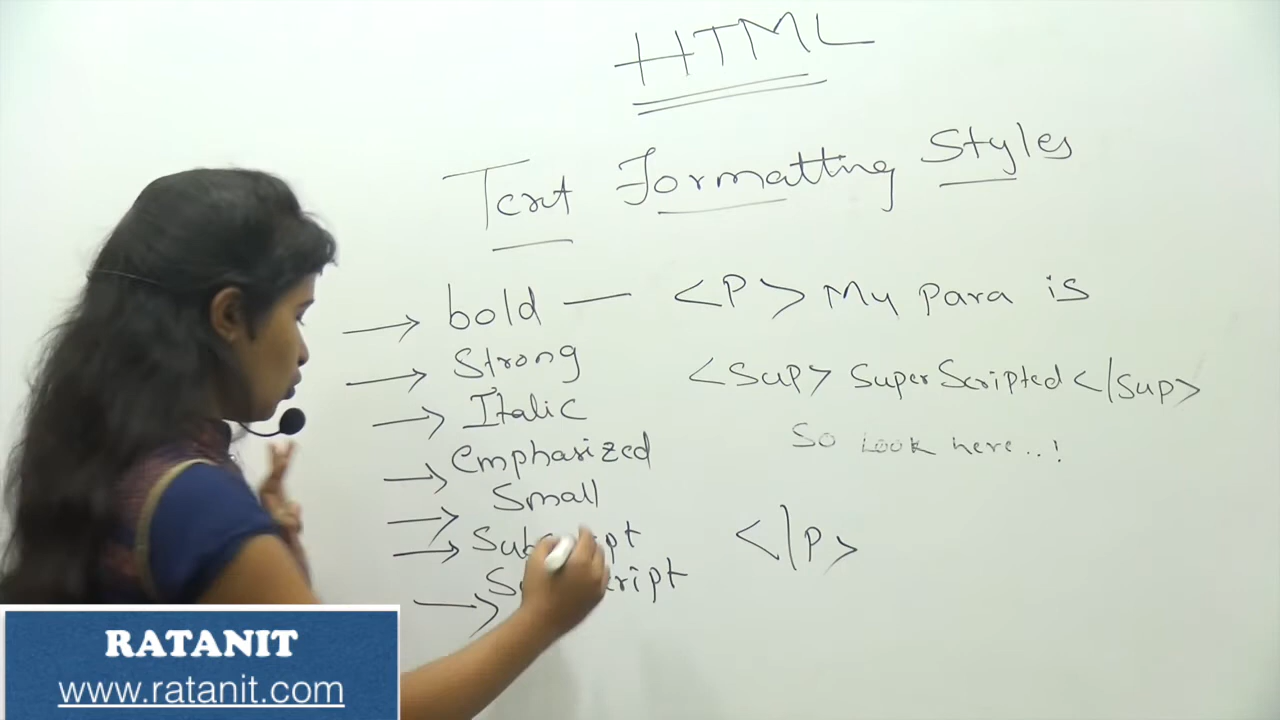 HTML
Text Formatting Styles
bold — <P> My para is
Strong
<sup> SuperScripted </sup>
Italic
So Look here..!
emphasized
Small
</P>
RATANIT
www.ratanit.com